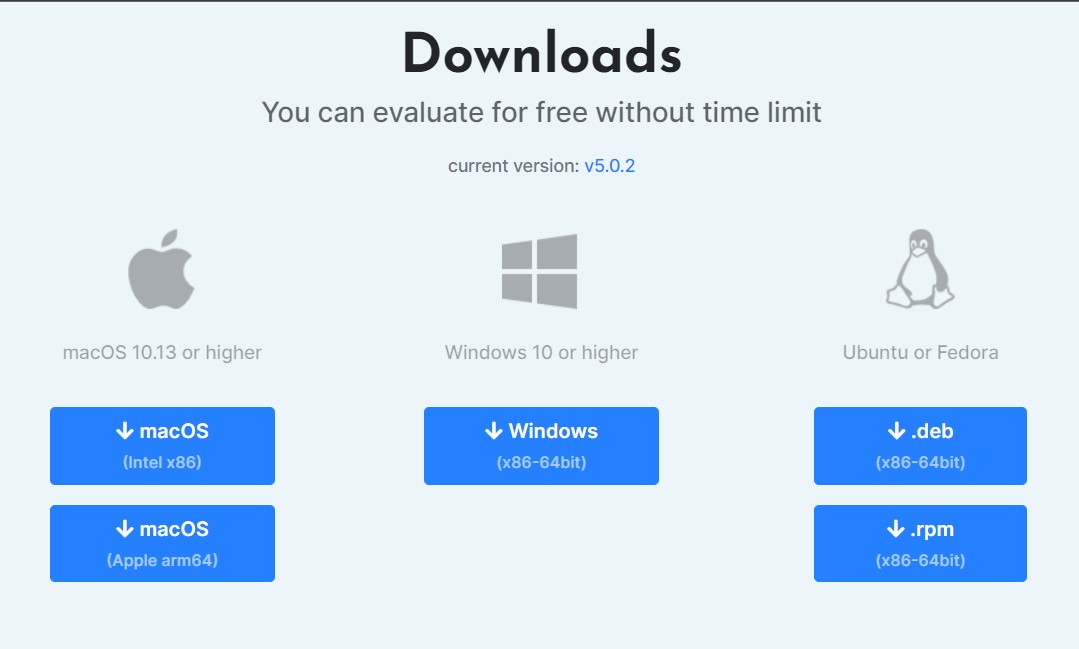 Downloads
You can evaluate for free without time limit
current version: v5.0.2
macOS 10.13 or higher
macOS
(Intel x86)
macOS
(Apple arm64)
Windows 10 or higher
Windows
(x86-64bit)
Ubuntu or Fedora
.deb
(x86-64bit)
.rpm
(x86-64bit)